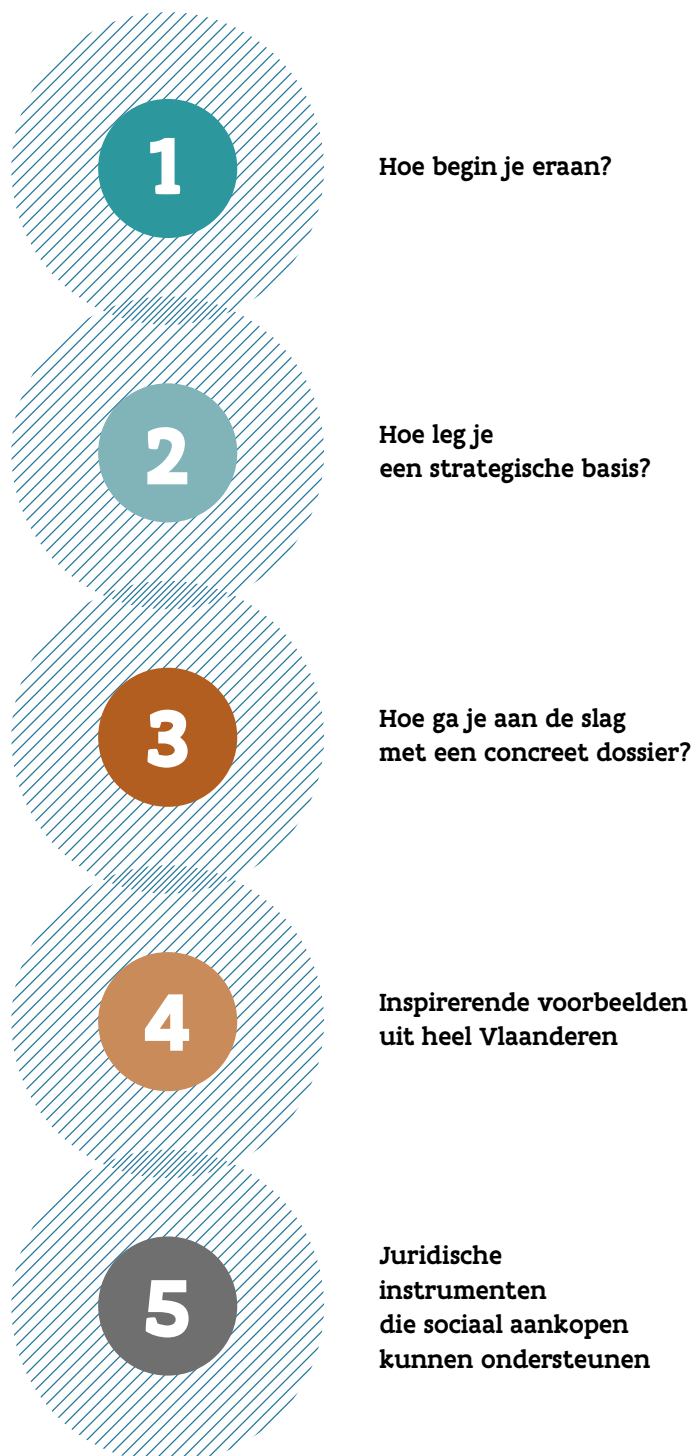 1
Hoe begin je eraan?
2
Hoe leg je
een strategische basis?
3
Hoe ga je aan de slag
met een concreet dossier?
4
Inspirerende voorbeelden
uit heel Vlaanderen
5
Juridische
instrumenten
die sociaal aankopen
kunnen ondersteunen